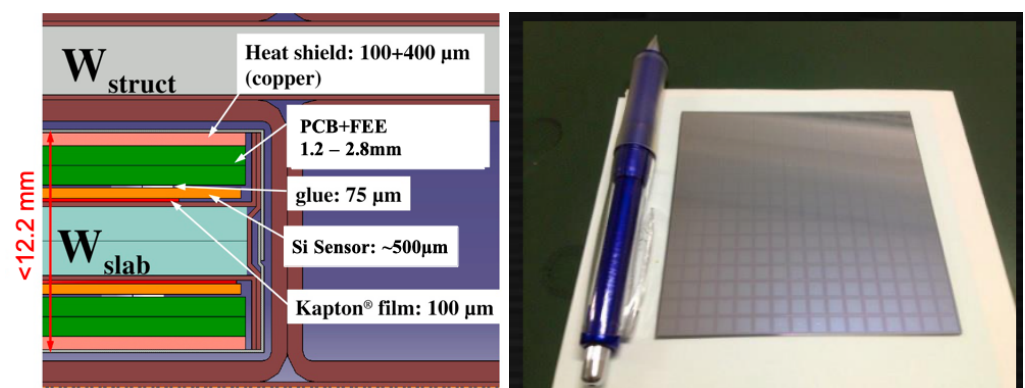 W struct
Heat shield: 100+400 µm
(copper)
PCB+FEE
1.2 – 2.8mm
glue: 75 µm
<12.2 mm
W slab
Si Sensor: ~500µm
Kapton® film: 100 µm